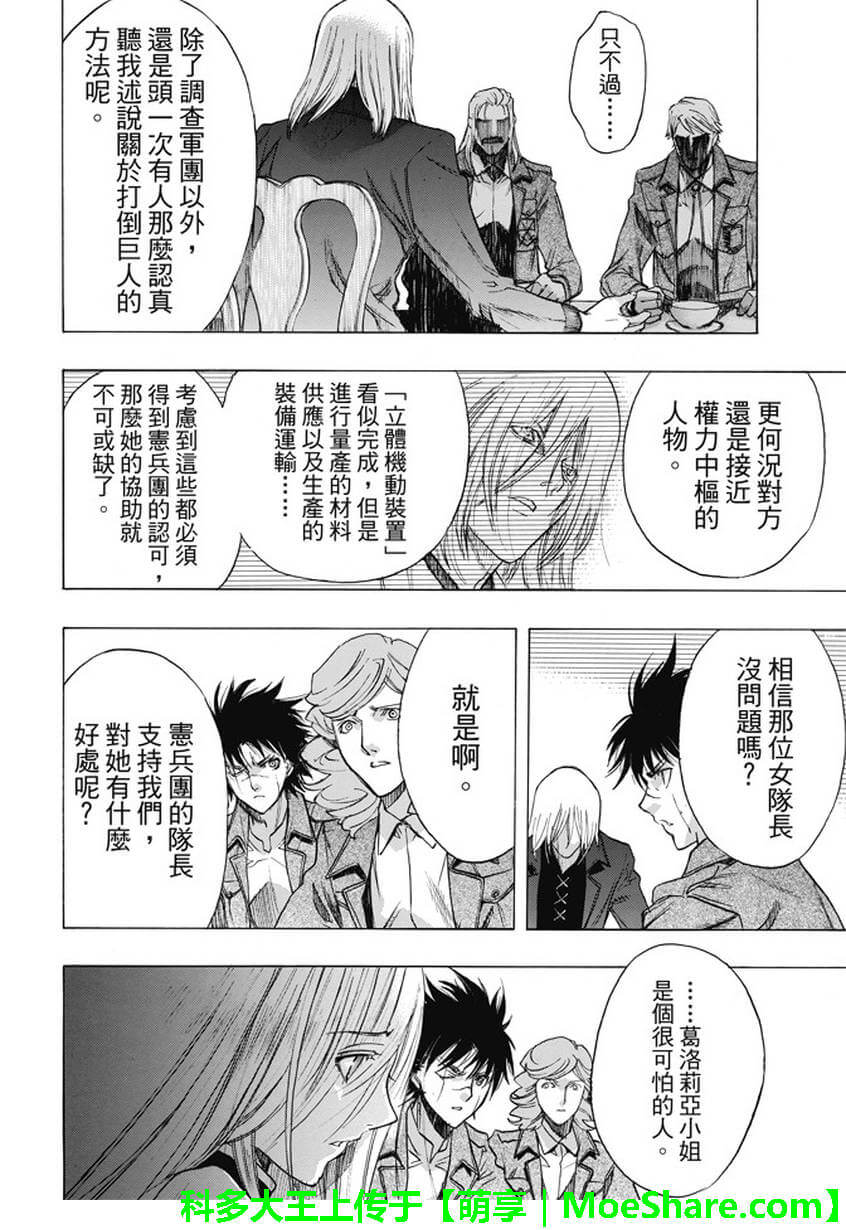 只不過……
除了調查軍團以外，
還是頭一次有人那麼認真
聽我述說關於打倒巨人的
方法呢。
更何況對方
還是接近
權力中樞的
人物。
「立體機動裝置」
看似完成，但是
進行量產的材料
供應以及生產的
裝備運輸……
考慮到這些都必須
得到憲兵團的認可，
那麼她的協助就
不可或缺了。
相信那位女隊長
沒問題嗎？
就是啊。
憲兵團的隊長
支持我們，
對她有什麼
好處呢？
……葛洛莉亞小姐
是個很可怕的人。
科多大王上传于【萌享║MoeShare.com】